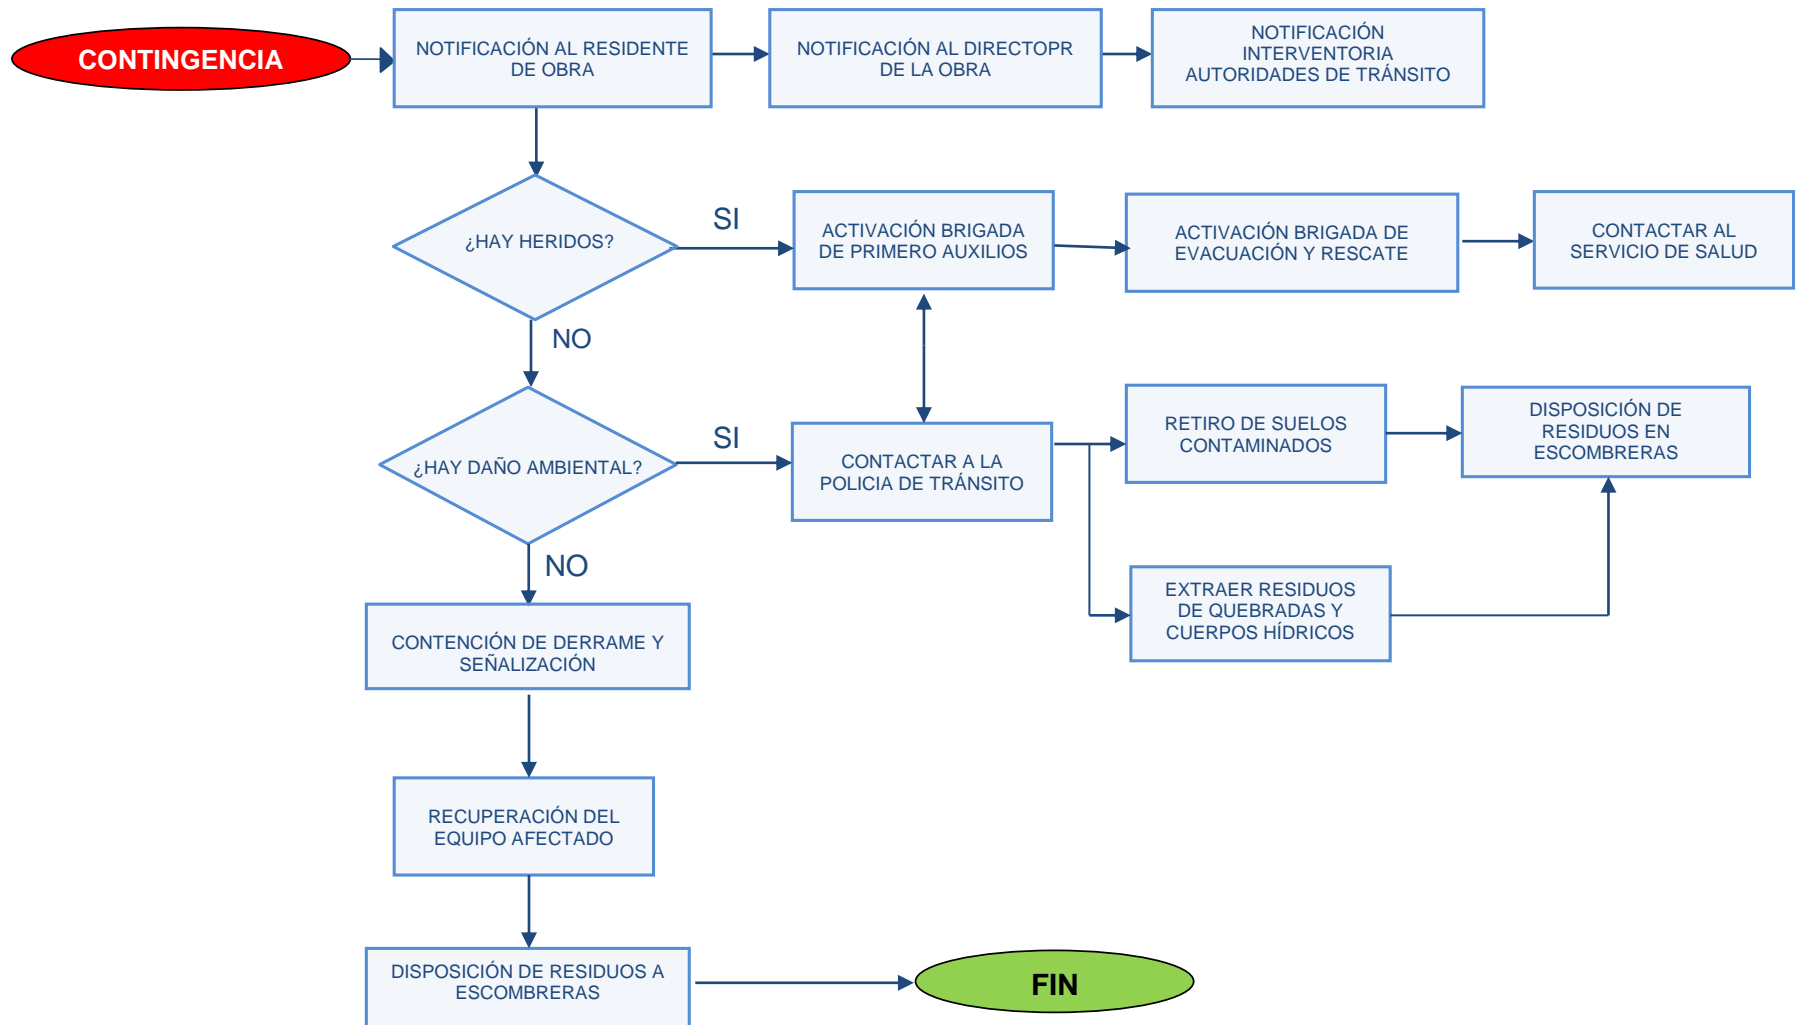 CONTINGENCIA
NOTIFICACIÓN AL RESIDENTE
DE OBRA
NOTIFICACIÓN AL DIRECTOPR
DE LA OBRA
NOTIFICACIÓN
INTERVENTORIA
AUTORIDADES DE TRÁNSITO
¿HAY HERIDOS?
SI
ACTIVACIÓN BRIGADA
DE PRIMERO AUXILIOS
ACTIVACIÓN BRIGADA DE
EVACUACIÓN Y RESCATE
CONTACTAR AL
SERVICIO DE SALUD
NO
¿HAY DAÑO AMBIENTAL?
SI
CONTACTAR A LA
POLICIA DE TRÁNSITO
RETIRO DE SUELOS
CONTAMINADOS
DISPOSICIÓN DE
RESIDUOS EN
ESCOMBRERAS
NO
EXTRAER RESIDUOS
DE QUEBRADAS Y
CUERPOS HÍDRICOS
CONTENCIÓN DE DERRAME Y
SEÑALIZACIÓN
RECUPERACIÓN DEL
EQUIPO AFECTADO
DISPOSICIÓN DE RESIDUOS A
ESCOMBRERAS
FIN